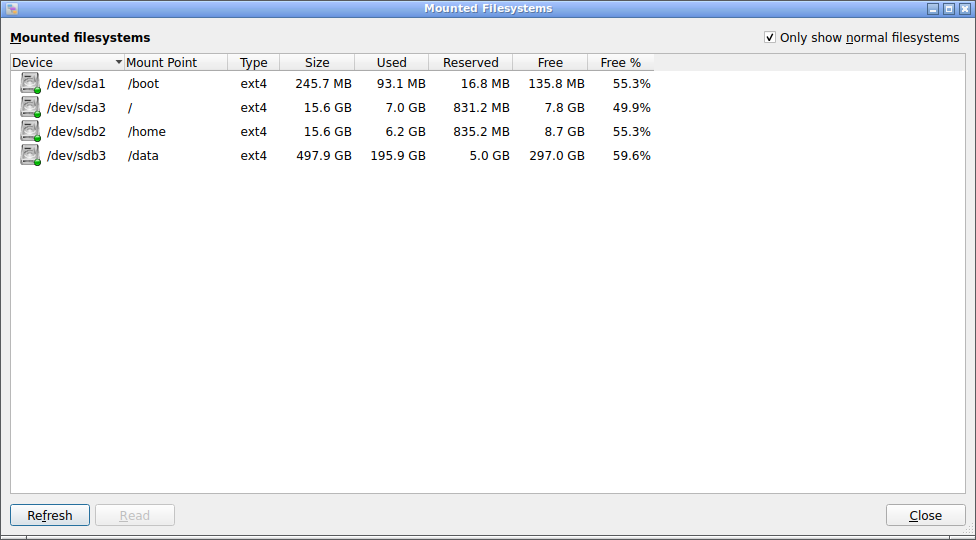 Mounted Filesystems
Mounted filesystems Only show normal filesystems
Device Mount Point Type Size Used Reserved Free Free %
/dev/sda1 /boot ext4 245.7 MB 93.1 MB 16.8 MB 135.8 MB 55.3%
/dev/sda3 / ext4 15.6 GB 7.0 GB 831.2 MB 7.8 GB 49.9%
/dev/sdb2 /home ext4 15.6 GB 6.2 GB 835.2 MB 8.7 GB 55.3%
/dev/sdb3 /data ext4 497.9 GB 195.9 GB 5.0 GB 297.0 GB 59.6%
Refresh Read Close